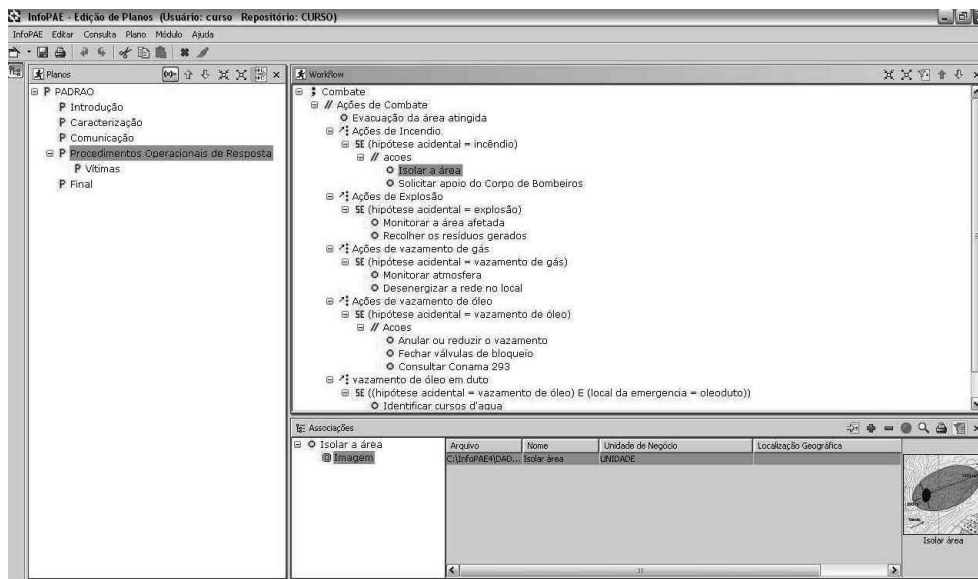 InfoPAE - Edição de Planos (Usuário: curso Repositório: CURSO)
InfoPAE Editar Consulta Plano Módulo Ajuda
Planos
P PADRAO
P Introdução
P Caracterização
P Comunicação
P Procedimentos Operacionais de Resposta
P Vítimas
P Final
Workflow
; Combate
// Ações de Combate
Evacuação da área atingida
Ações de Incendio
SE (hipótese acidental = incêndio)
// acoes
Isolar a área
Solicitar apoio do Corpo de Bombeiros
Ações de Explosão
SE (hipótese acidental = explosão)
Monitorar a área afetada
Recolher os resíduos gerados
Ações de vazamento de gás
SE (hipótese acidental = vazamento de gás)
Monitorar atmosfera
Desenergizar a rede no local
Ações de vazamento de óleo
SE (hipótese acidental = vazamento de óleo)
// Acoes
Anular ou reduzir o vazamento
Fechar válvulas de bloqueio
Consultar Conama 293
vazamento de óleo em duto
SE ((hipótese acidental = vazamento de óleo) E (local da emergencia = oleoduto))
Identificar cursos d'agua
Associações
Isolar a área
Imagem
Arquivo Nome Unidade de Negócio Localização Geográfica
C:\InfoPAE4\DAD... Isolar área UNIDADE
Isolar área